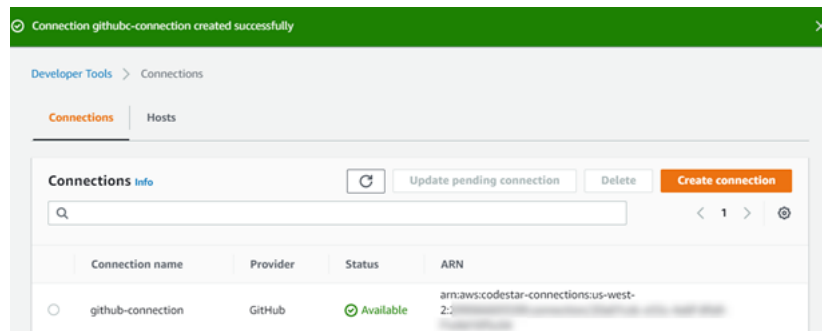 Connection githubc-connection created successfully
Developer Tools > Connections
Connections
Hosts
Connections Info
Update pending connection
Delete
Create connection
< 1 >
Connection name
Provider
Status
ARN
github-connection
GitHub
Available
arn:aws:codestar-connections:us-west-
2: